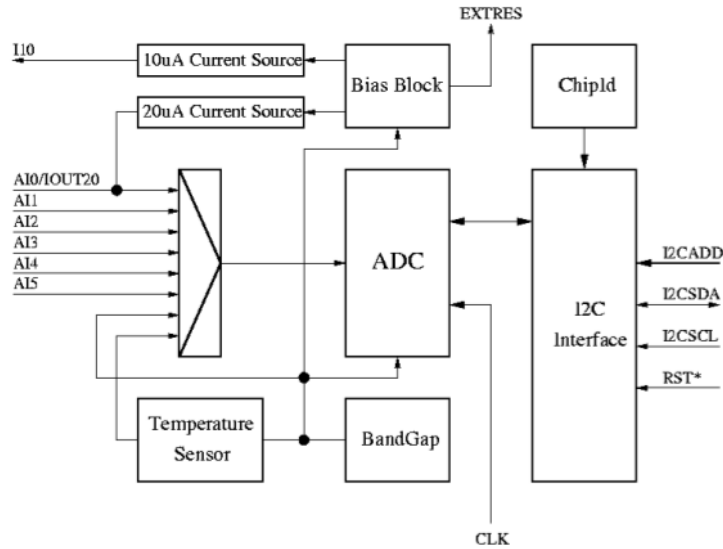 EXTRES
I10
10uA Current Source
Bias Block
ChipId
20uA Current Source
AI0/IOUT20
AI1
AI2
AI3
AI4
AI5
ADC
I2C
Interface
I2CADD
I2CSDA
I2CSCL
RST*
Temperature
Sensor
BandGap
CLK